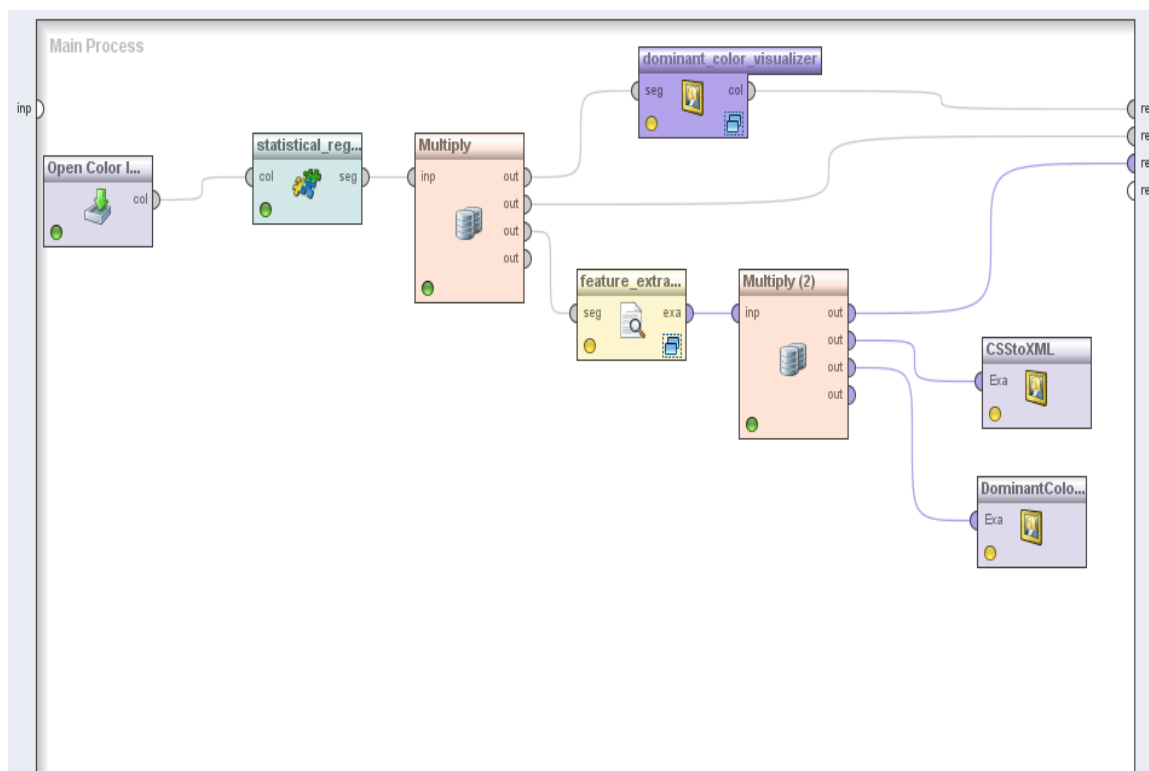 Main Process
inp
dominant_color_visualizer
seg
col
re
re
re
re
Open Color I...
col
statistical_reg...
col
seg
Multiply
inp
out
out
out
out
feature_extra...
seg
exa
Multiply (2)
inp
out
out
out
out
CSStoXML
Exa
DominantColo...
Exa